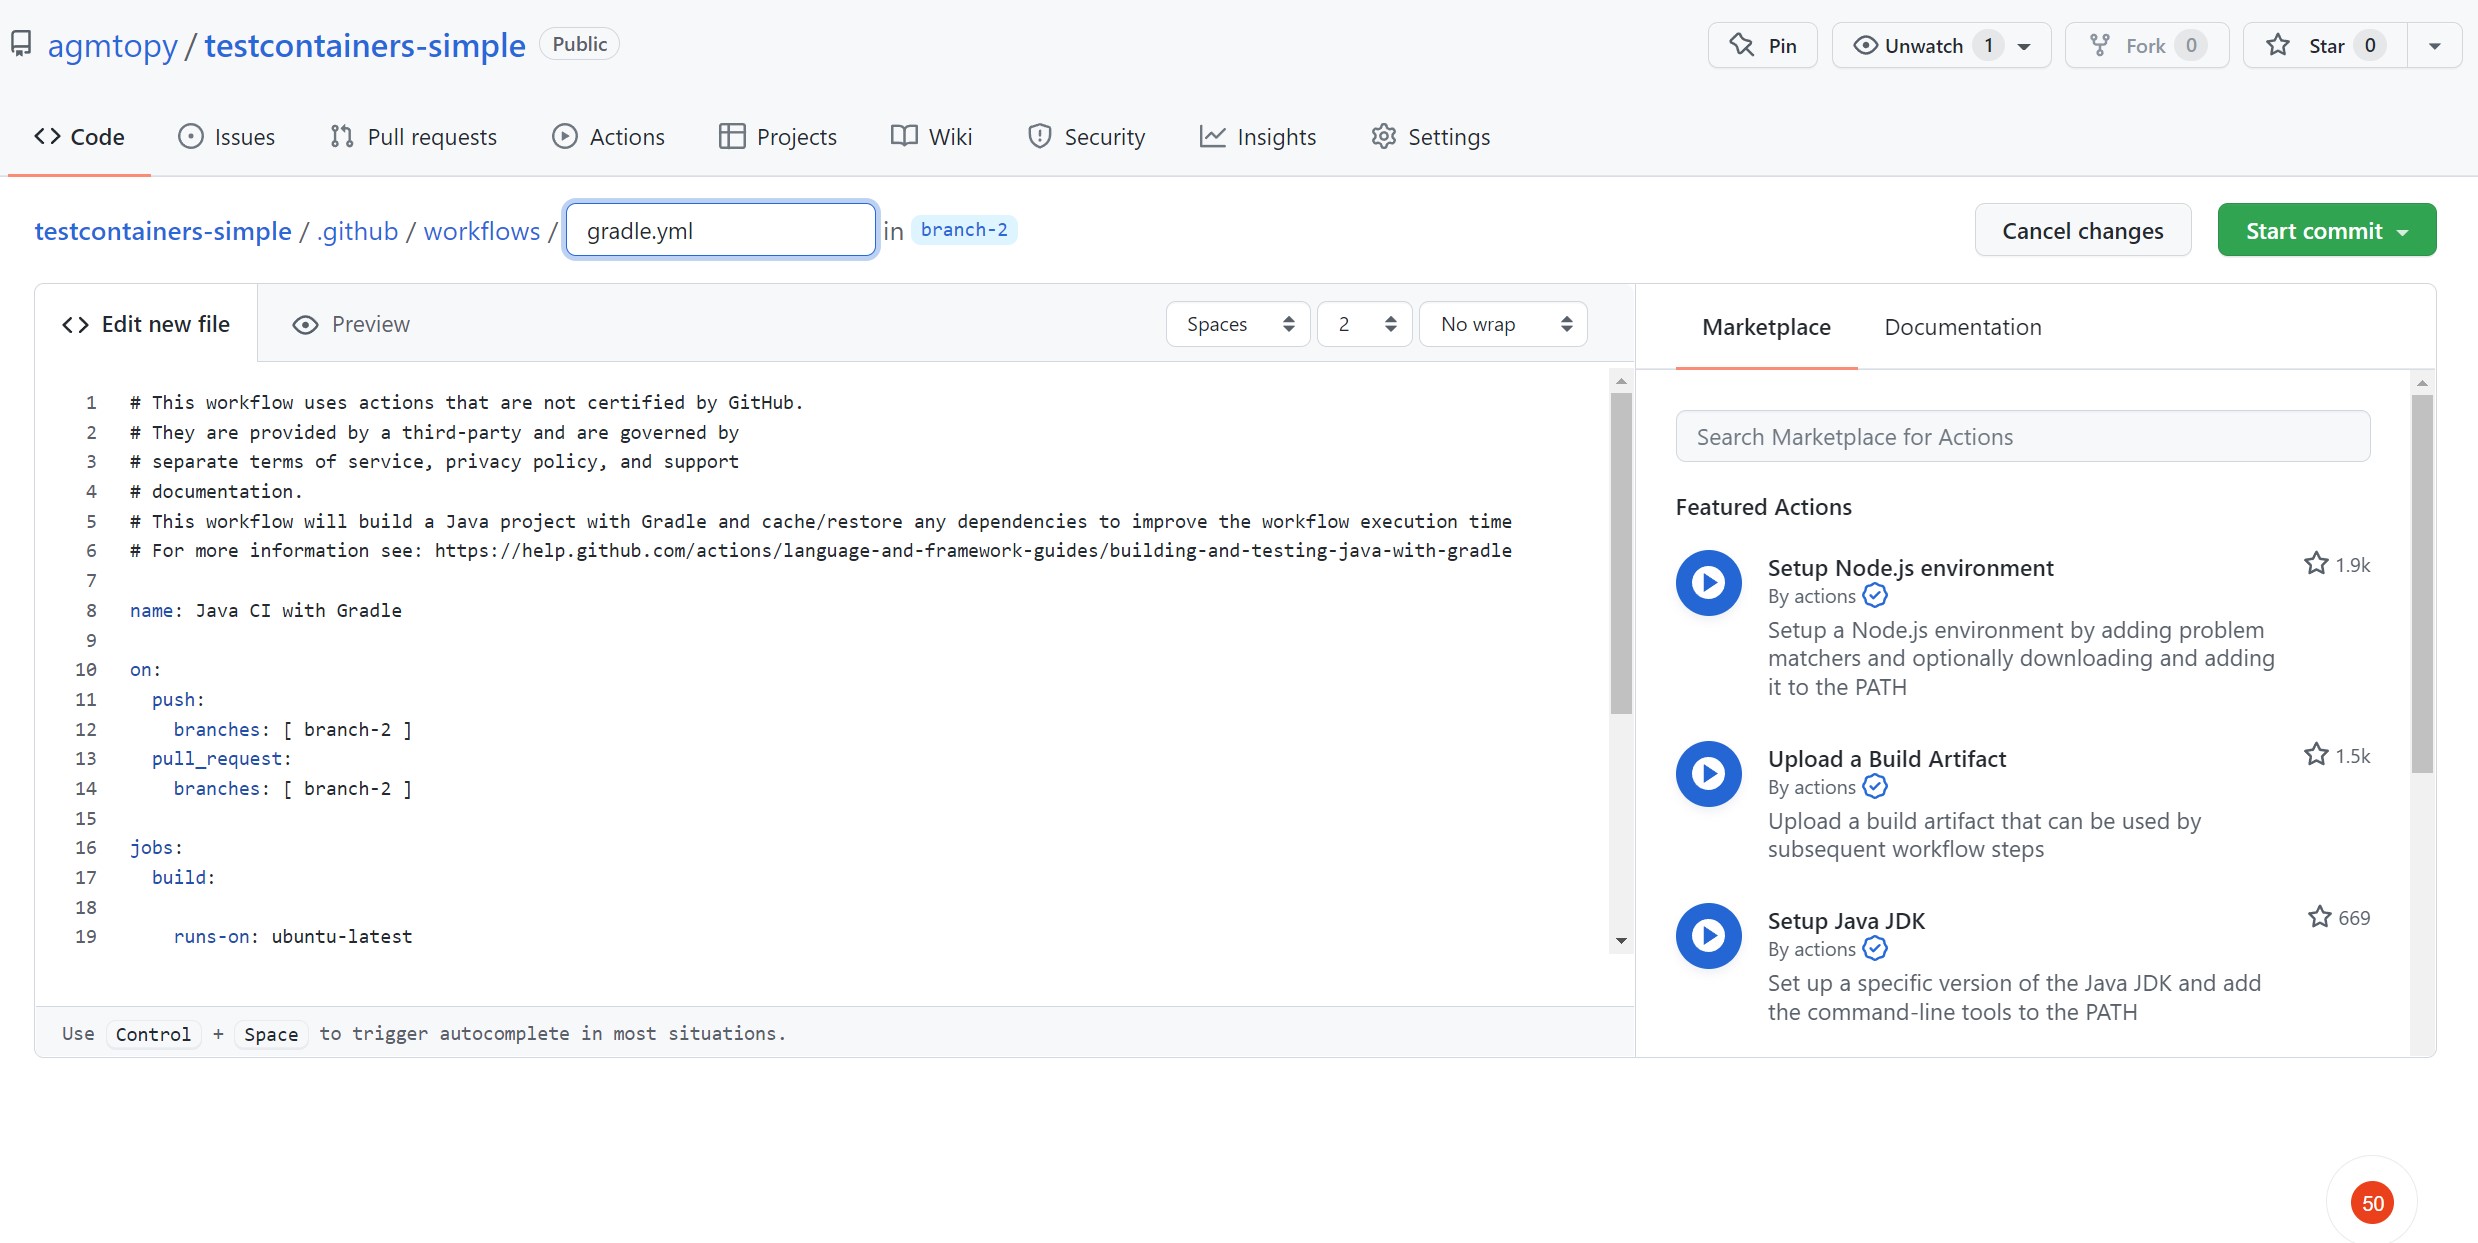 agmtopy / testcontainers-simple Public Pin Unwatch 1 Fork 0 Star 0
Code Issues Pull requests Actions Projects Wiki Security Insights Settings
testcontainers-simple / .github / workflows / gradle.yml in branch-2 Cancel changes Start commit
Edit new file Preview Spaces 2 No wrap
1 # This workflow uses actions that are not certified by GitHub.
2 # They are provided by a third-party and are governed by
3 # separate terms of service, privacy policy, and support
4 # documentation.
5 # This workflow will build a Java project with Gradle and cache/restore any dependencies to improve the workflow execution time
6 # For more information see: https://help.github.com/actions/language-and-framework-guides/building-and-testing-java-with-gradle
7
8 name: Java CI with Gradle
9
10 on:
11 push:
12 branches: [ branch-2 ]
13 pull_request:
14 branches: [ branch-2 ]
15
16 jobs:
17 build:
18
19 runs-on: ubuntu-latest
Use Control + Space to trigger autocomplete in most situations.
Marketplace Documentation
Search Marketplace for Actions
Featured Actions
Setup Node.js environment 1.9k
By actions
Setup a Node.js environment by adding problem
matchers and optionally downloading and adding
it to the PATH
Upload a Build Artifact 1.5k
By actions
Upload a build artifact that can be used by
subsequent workflow steps
Setup Java JDK 669
By actions
Set up a specific version of the Java JDK and add
the command-line tools to the PATH
50